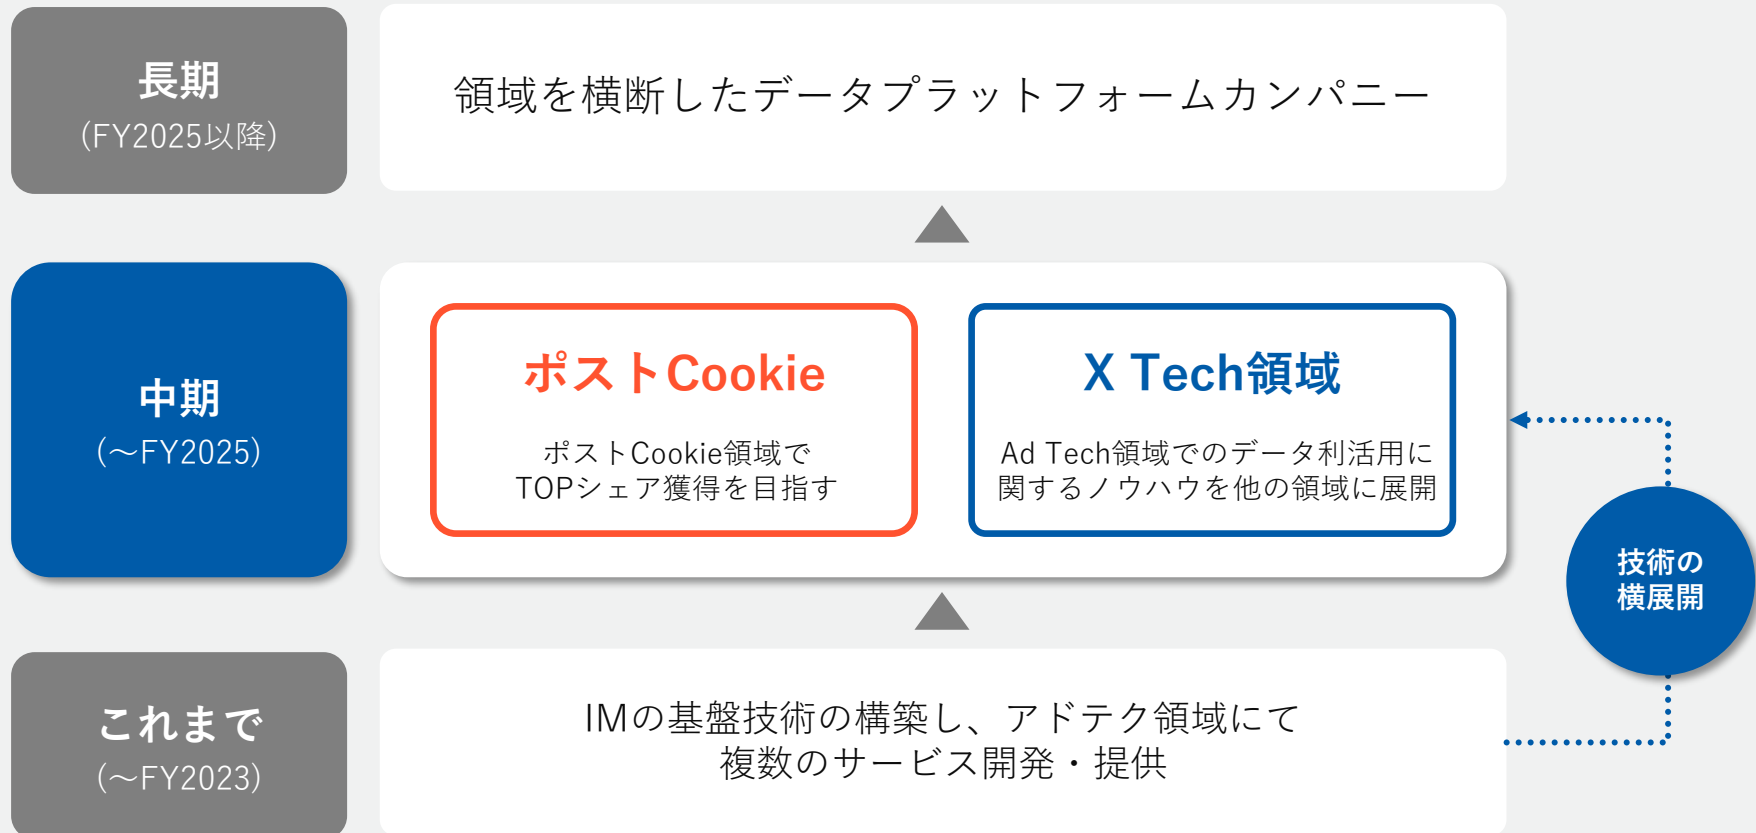 長期
(FY2025以降)
領域を横断したデータプラットフォームカンパニー
中期
(～FY2025)
ポストCookie
ポストCookie領域で
TOPシェア獲得を目指す
X Tech領域
Ad Tech領域でのデータ利活用に
関するノウハウを他の領域に展開
技術の
横展開
これまで
(～FY2023)
IMの基盤技術の構築し、アドテク領域にて
複数のサービス開発・提供